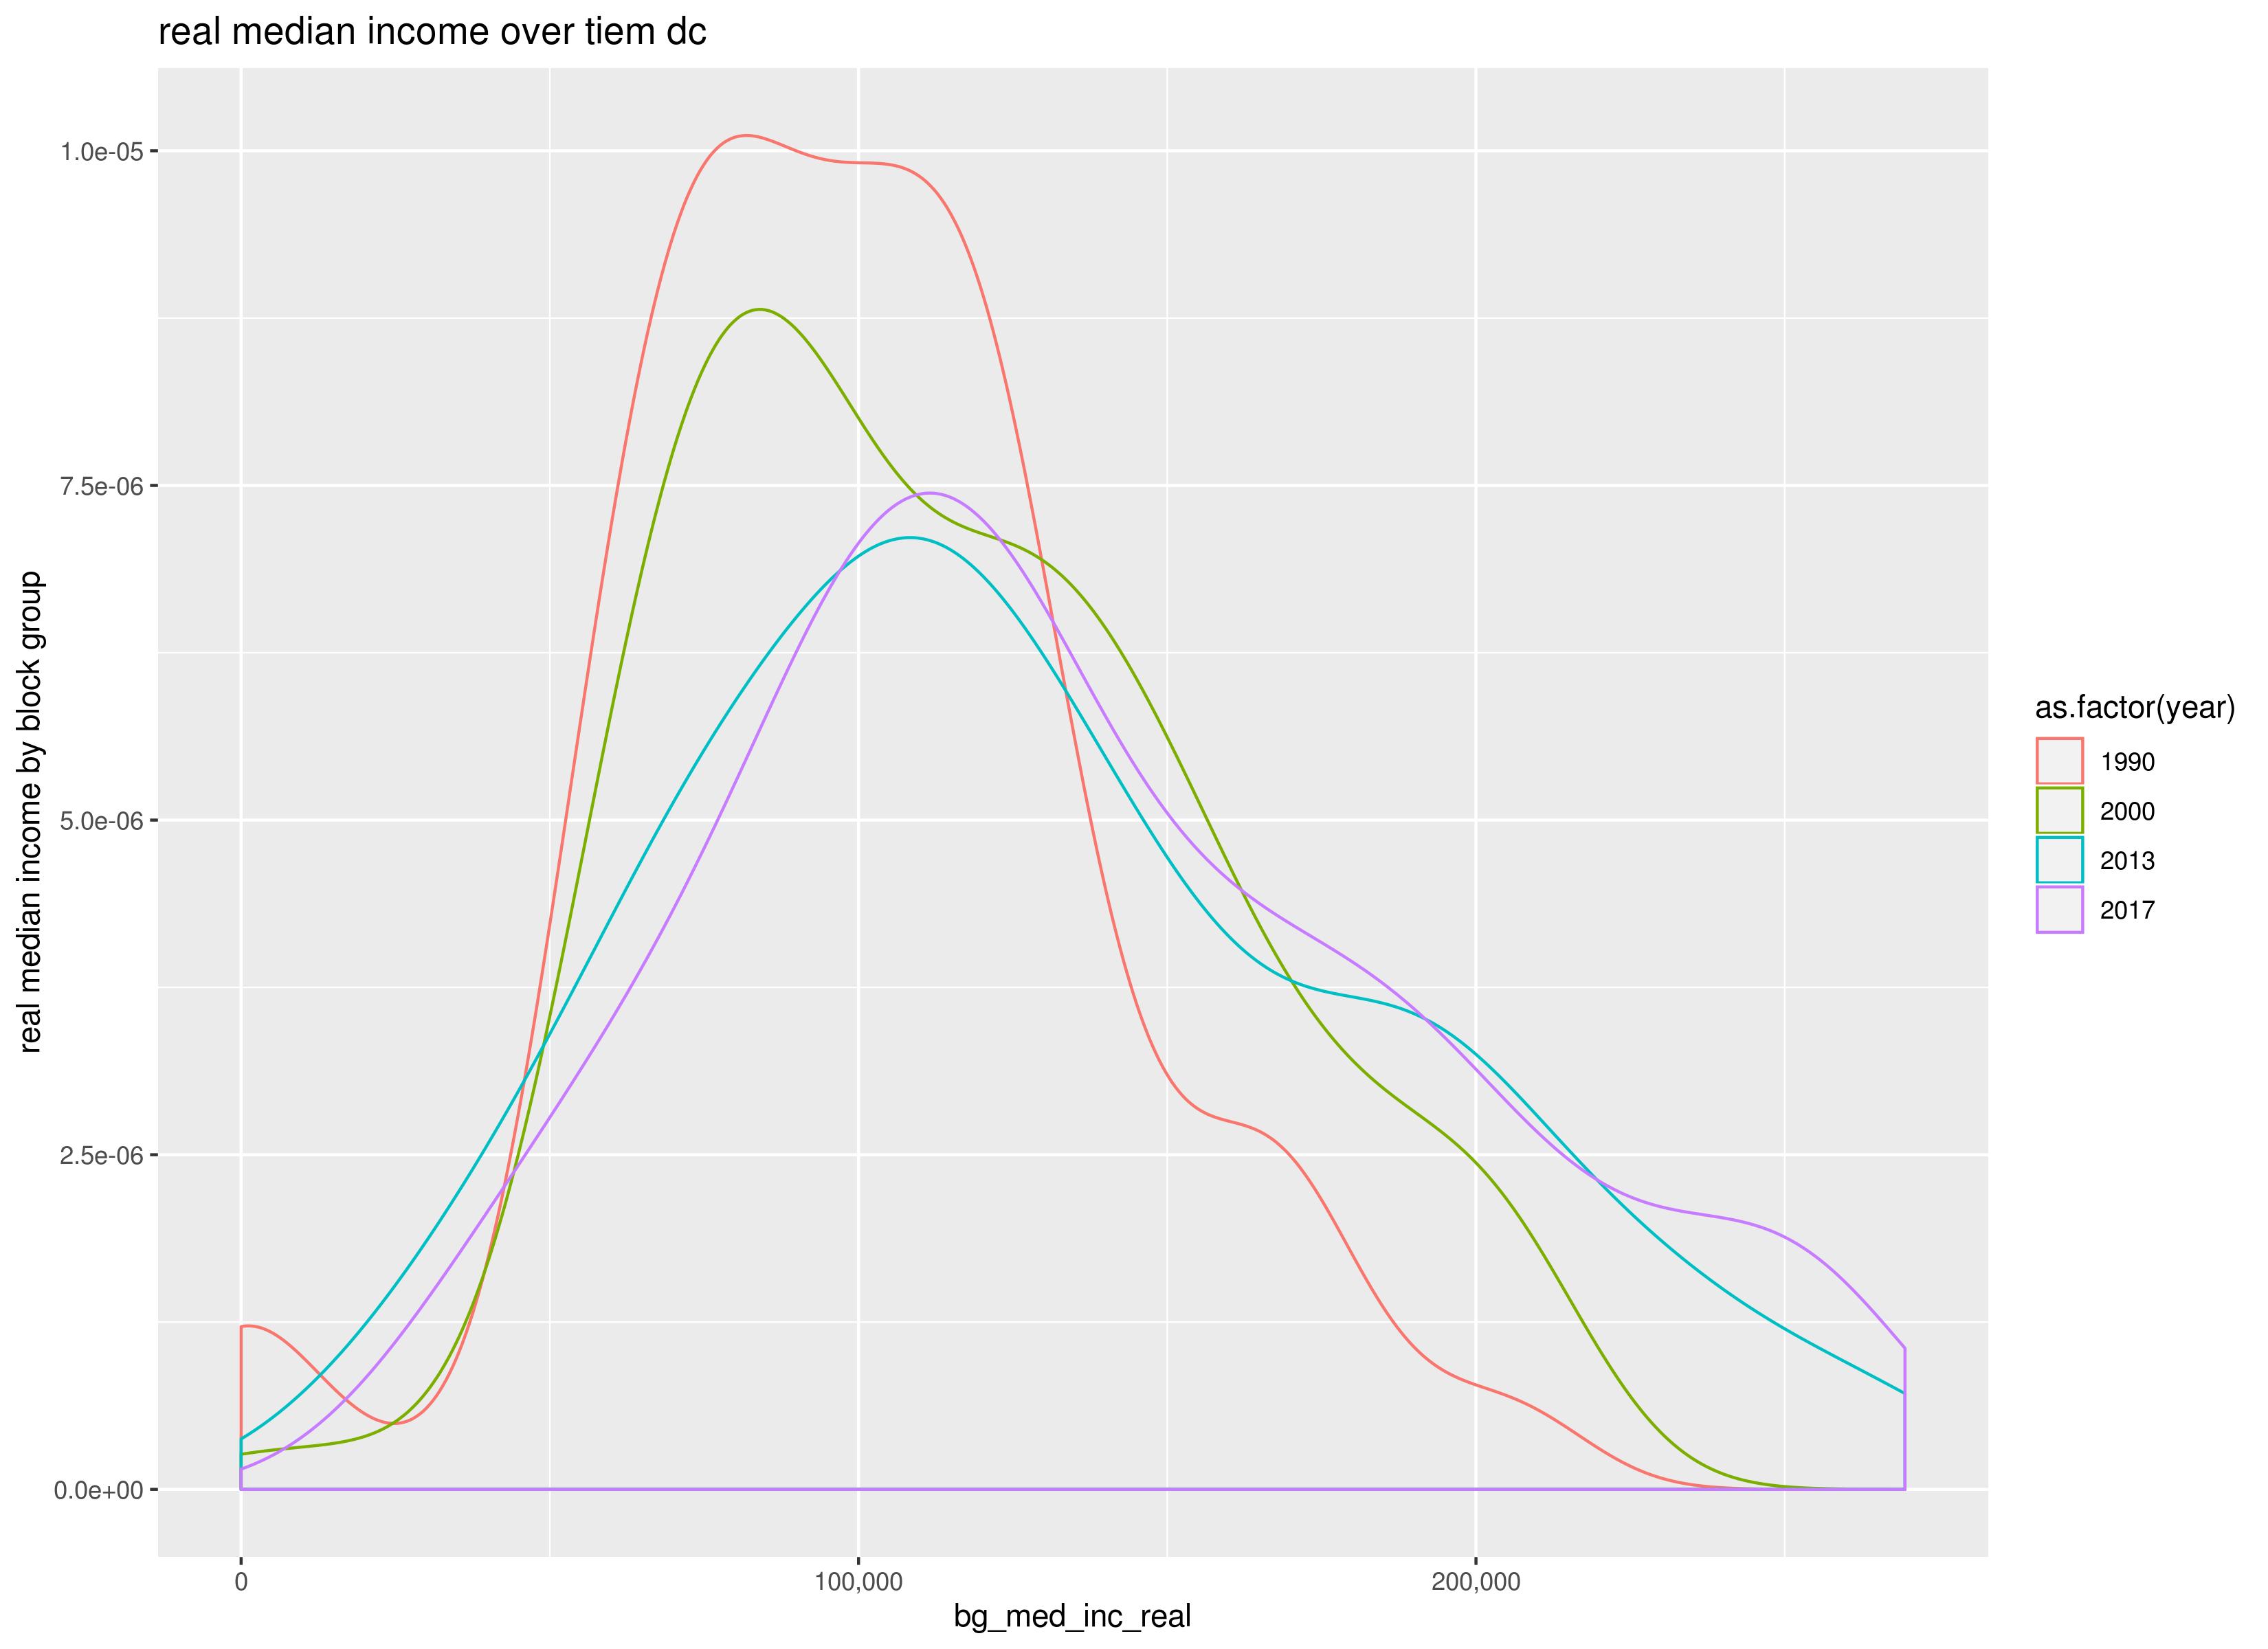 real median income over tiem dc
real median income by block group
1.0e-05
7.5e-06
5.0e-06
2.5e-06
0.0e+00
0
100,000
200,000
bg_med_inc_real
as.factor(year)
1990
2000
2013
2017